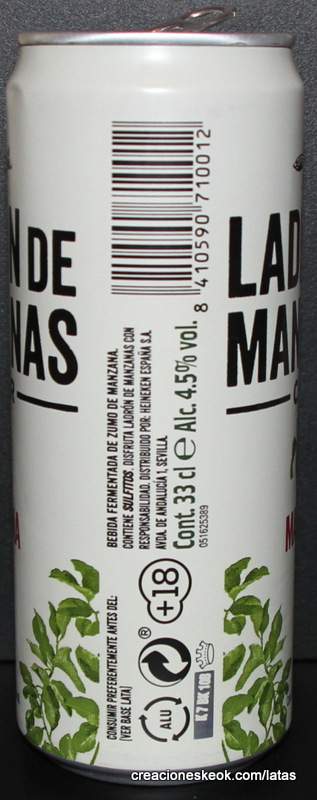 N DE
NAS
8 410590 710012
BEBIDA FERMENTADA DE ZUMO DE MANZANA.
CONTIENE SULFITOS. DISFRUTA LADRÓN DE MANZANAS CON
RESPONSABILIDAD. DISTRIBUIDO POR: HEINEKEN ESPAÑA S.A.
AVDA. DE ANDALUCÍA 1, SEVILLA.
Cont. 33 cl e Alc. 4.5% vol.
051625389
CONSUMIR PREFERENTEMENTE ANTES DEL:
(VER BASE LATA)
+18
®
ALU
LAD
MAN
M
A
creacioneskeok.com/latas